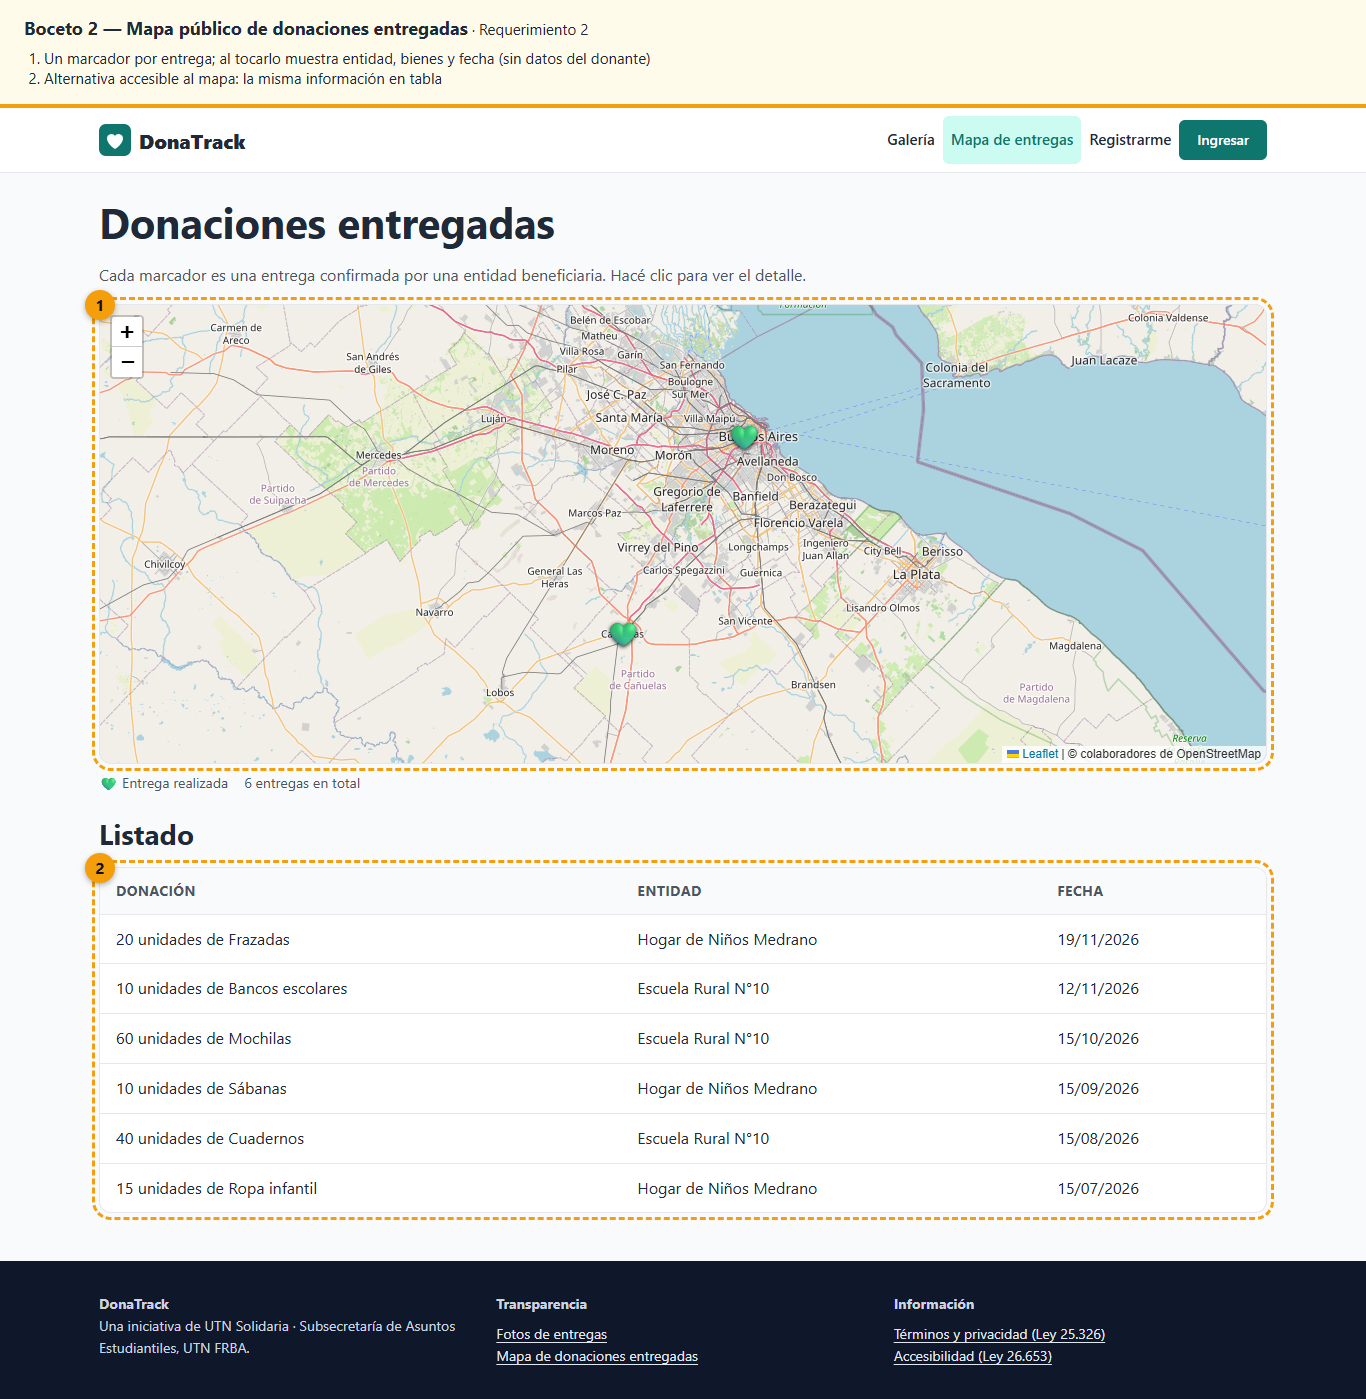 Boceto 2 — Mapa público de donaciones entregadas · Requerimiento 2
1. Un marcador por entrega; al tocarlo muestra entidad, bienes y fecha (sin datos del donante)
2. Alternativa accesible al mapa: la misma información en tabla
DonaTrack
Galería
Mapa de entregas
Registrarme
Ingresar
Donaciones entregadas
Cada marcador es una entrega confirmada por una entidad beneficiaria. Hacé clic para ver el detalle.
1
+
−
Carmen de
Areco
San Andrés
de Giles
Belén de Escobar
Matheu
Villa Rosa
Garín
Pilar
San Fernando
Boulogne
Sur Mer
José C. Paz
Santa María
Villa Maipú
Luján
Mercedes
Partido
de Mercedes
Partido
de Suipacha
Moreno
Morón
Avellaneda
Don Bosco
Gregorio de
Laferrere
Banfield
Berazategui
Florencio Varela
Marcos Paz
Virrey del Pino
Longchamps
Ingeniero
Juan Allan
City Bell
Berisso
La Plata
Chivilcoy
General Las
Heras
Carlos Spegazzini
Guernica
Navarro
Lisandro Olmos
San Vicente
Magdalena
Partido
de Cañuelas
Lobos
Brandsen
Partido
de Magdalena
Reserva
Formación
Colonia Valdense
Colonia del
Sacramento
Juan Lacaze
Leaflet | © colaboradores de OpenStreetMap
Entrega realizada
6 entregas en total
Listado
2
DONACIÓN ENTIDAD FECHA
20 unidades de Frazadas Hogar de Niños Medrano 19/11/2026
10 unidades de Bancos escolares Escuela Rural N°10 12/11/2026
60 unidades de Mochilas Escuela Rural N°10 15/10/2026
10 unidades de Sábanas Hogar de Niños Medrano 15/09/2026
40 unidades de Cuadernos Escuela Rural N°10 15/08/2026
15 unidades de Ropa infantil Hogar de Niños Medrano 15/07/2026
DonaTrack
Una iniciativa de UTN Solidaria · Subsecretaría de Asuntos
Estudiantiles, UTN FRBA.
Transparencia
Fotos de entregas
Mapa de donaciones entregadas
Información
Términos y privacidad (Ley 25.326)
Accesibilidad (Ley 26.653)